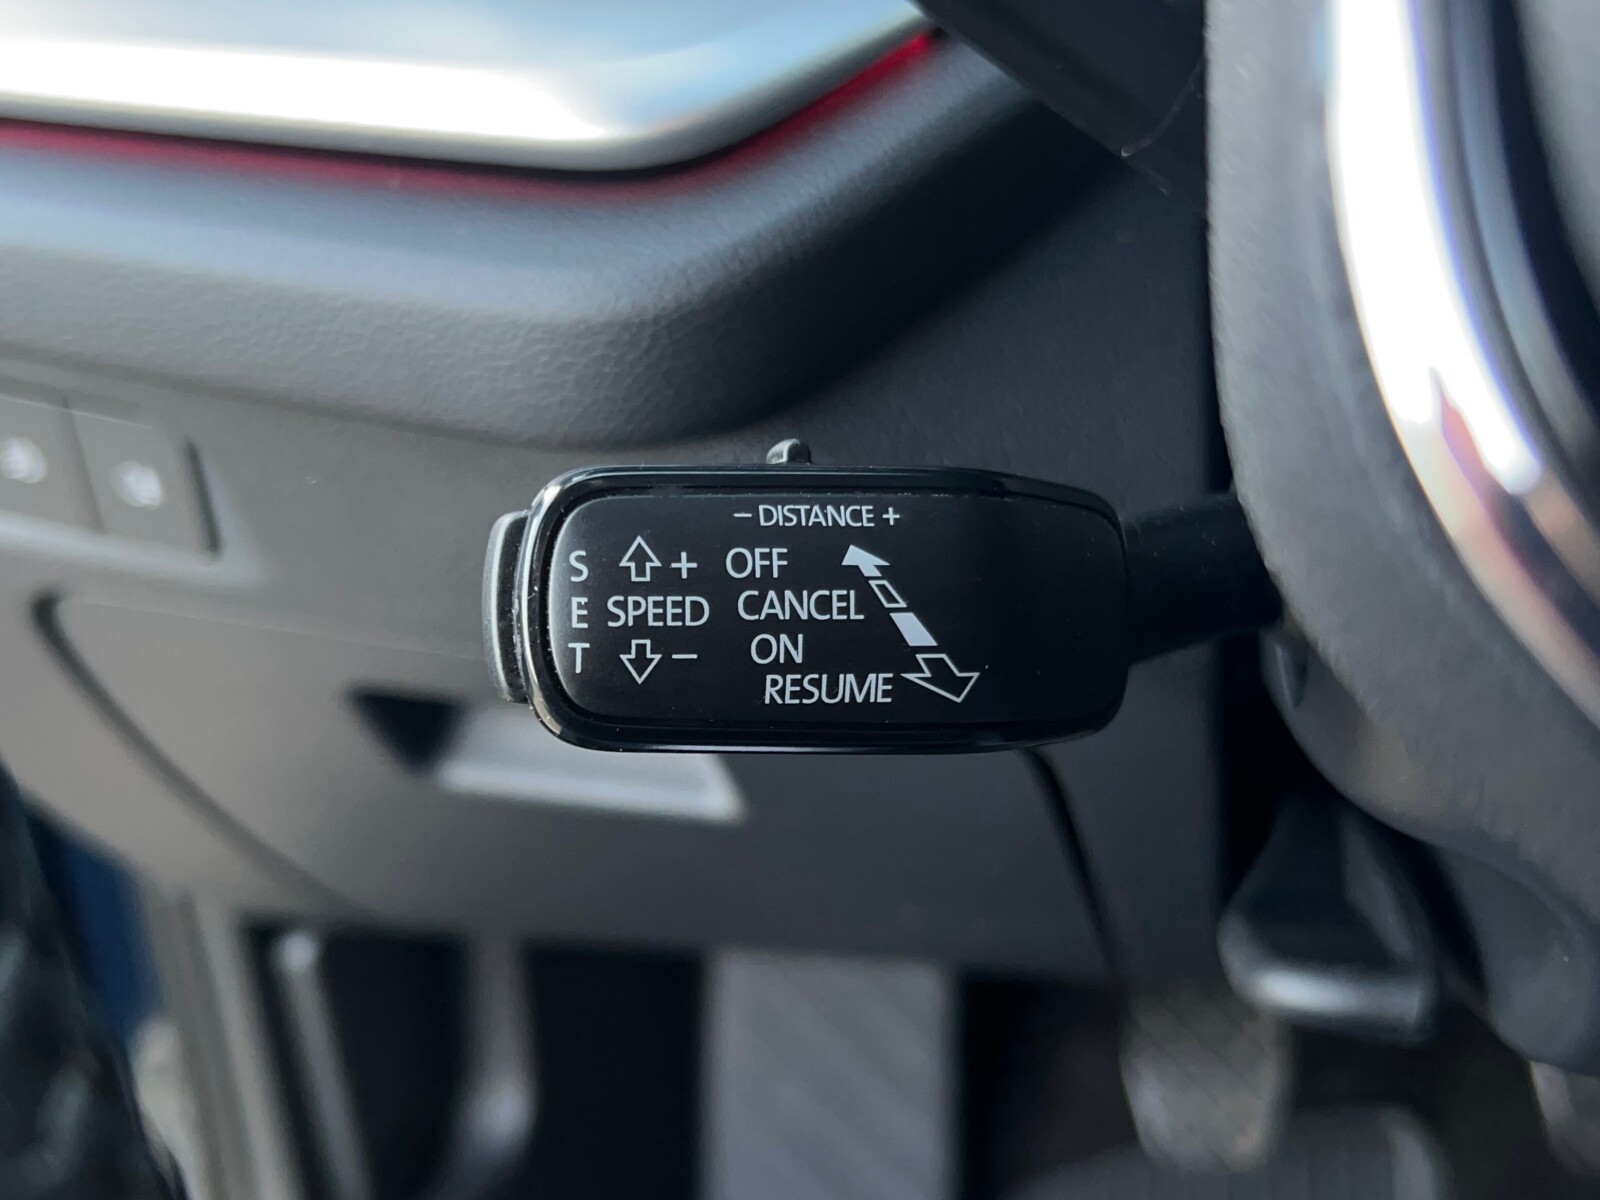 - DISTANCE +
S + OFF
E SPEED CANCEL
T - ON
RESUME